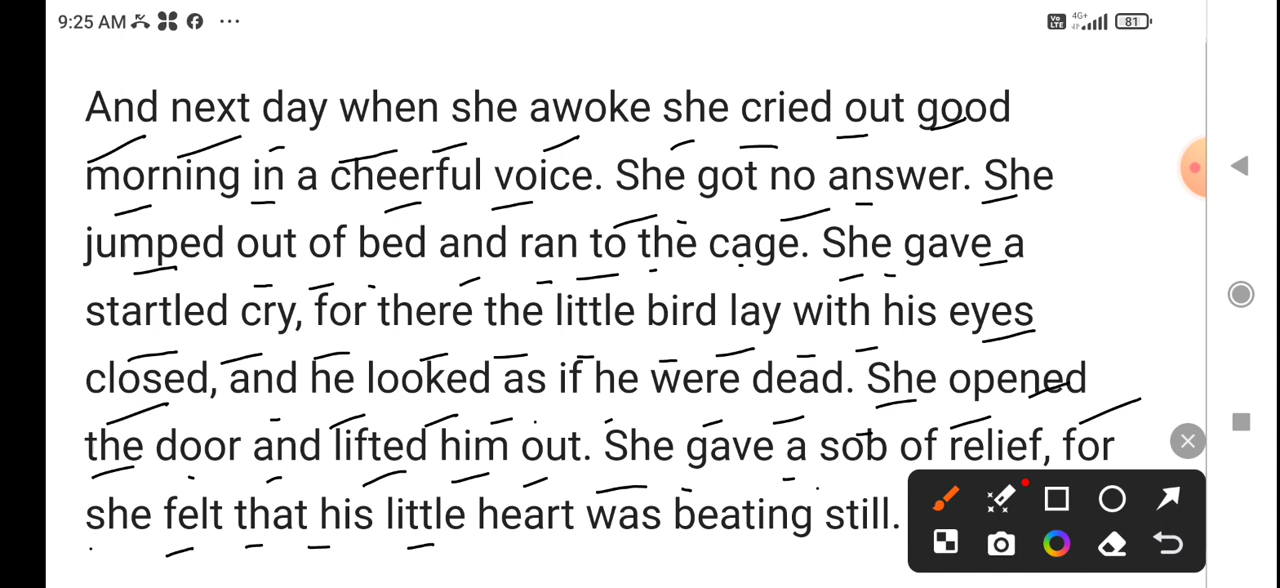 9:25 AM ... Vo LTE 4G+ 81
And next day when she awoke she cried out good
morning in a cheerful voice. She got no answer. She
jumped out of bed and ran to the cage. She gave a
startled cry, for there the little bird lay with his eyes
closed, and he looked as if he were dead. She opened
the door and lifted him out. She gave a sob of relief, for
she felt that his little heart was beating still.